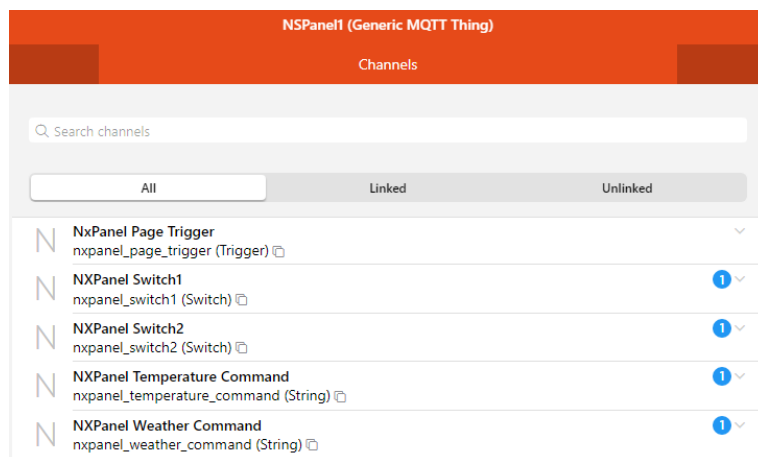 NSPanel1 (Generic MQTT Thing)
Channels
Search channels
All Linked Unlinked
N NxPanel Page Trigger
nxpanel_page_trigger (Trigger)
N NXPanel Switch1 1
nxpanel_switch1 (Switch)
N NXPanel Switch2 1
nxpanel_switch2 (Switch)
N NXPanel Temperature Command 1
nxpanel_temperature_command (String)
N NXPanel Weather Command 1
nxpanel_weather_command (String)